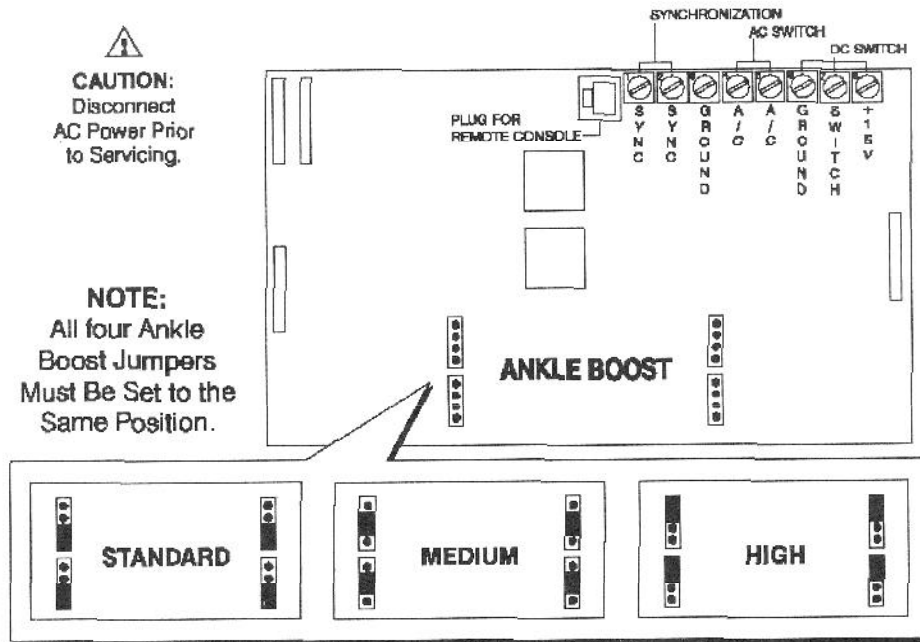 SYNCHRONIZATION
AC SWITCH
DC SWITCH
CAUTION:
Disconnect
AC Power Prior
to Servicing.
PLUG FOR
REMOTE CONSOLE
SYNC
SYNC
GROUND
A/C
A/C
GROUND
SWITCH
+15V
NOTE:
All four Ankle
Boost Jumpers
Must Be Set to the
Same Position.
ANKLE BOOST
STANDARD
MEDIUM
HIGH